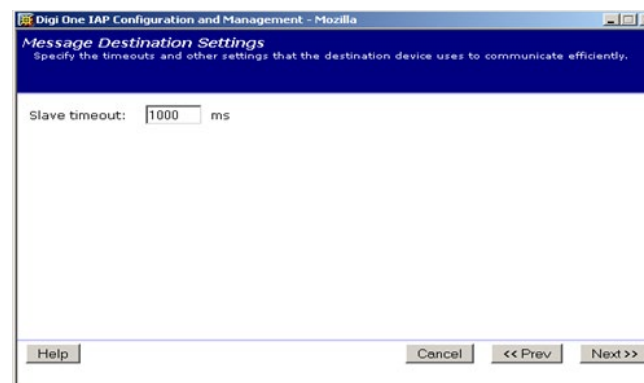 Digi One IAP Configuration and Management - Mozilla
Message Destination Settings
Specify the timeouts and other settings that the destination device uses to communicate efficiently.
Slave timeout: 1000 ms
Help Cancel << Prev Next >>